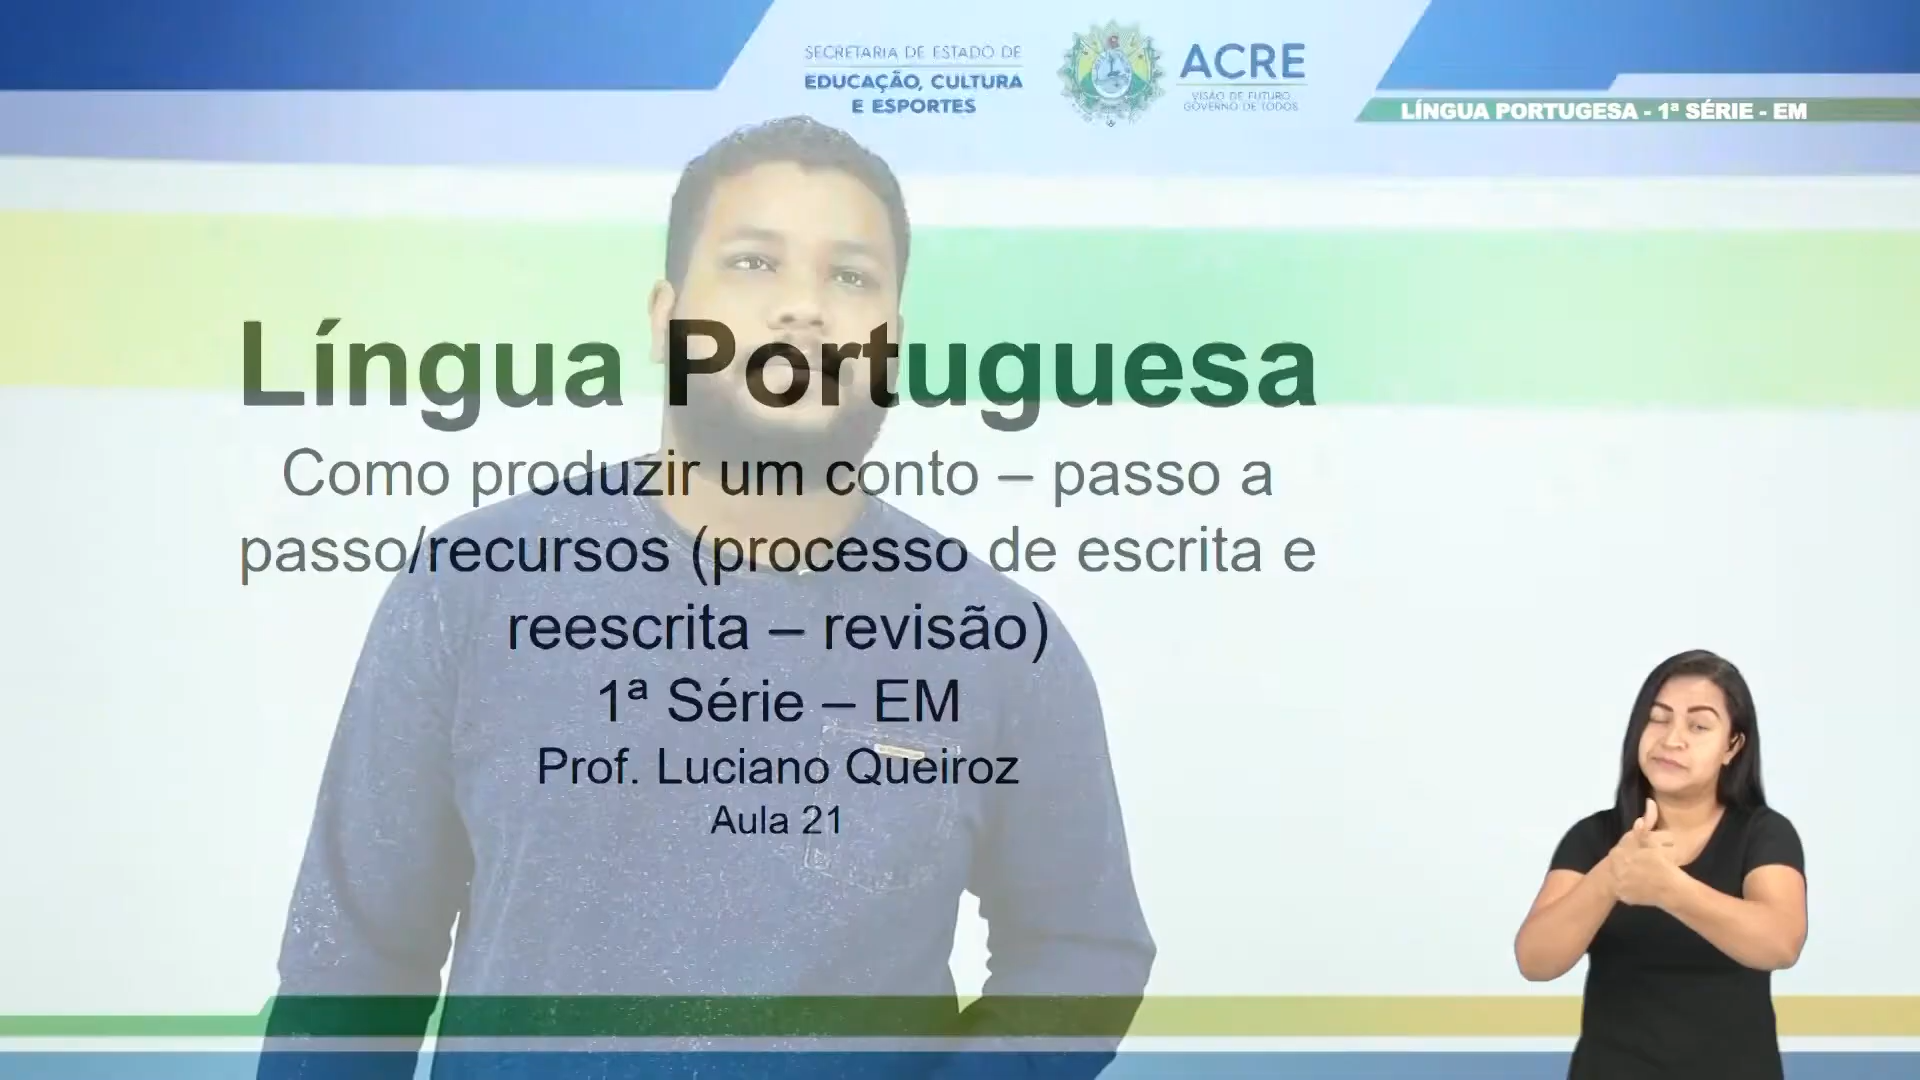 SECRETARIA DE ESTADO DE
EDUCAÇÃO, CULTURA
E ESPORTES
ACRE
VISÃO DE FUTURO
GOVERNO DE TODOS
LÍNGUA PORTUGESA - 1ª SÉRIE - EM
Língua Portuguesa
Como produzir um conto – passo a
passo/recursos (processo de escrita e
reescrita – revisão)
1ª Série – EM
Prof. Luciano Queiroz
Aula 21